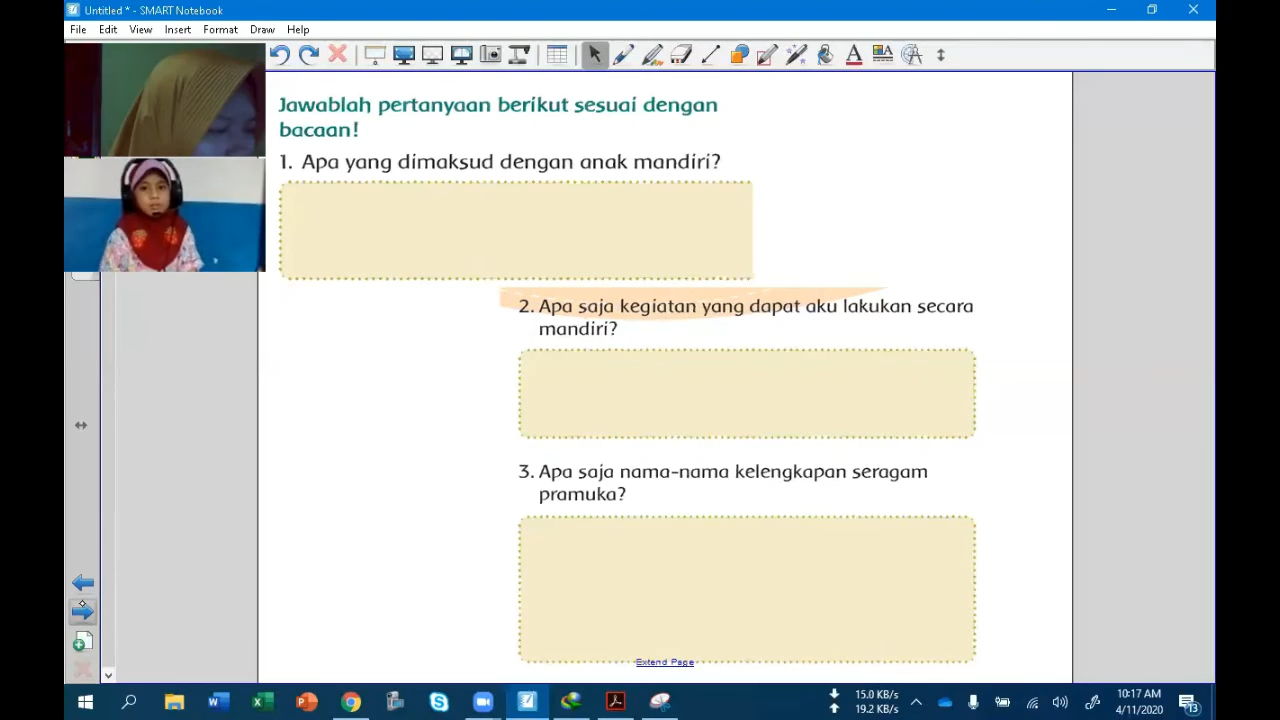 Untitled * - SMART Notebook
File Edit View Insert Format Draw Help
Jawablah pertanyaan berikut sesuai dengan
bacaan!
1. Apa yang dimaksud dengan anak mandiri?
2. Apa saja kegiatan yang dapat aku lakukan secara
mandiri?
3. Apa saja nama-nama kelengkapan seragam
pramuka?
Extend Page
15.0 KB/s
19.2 KB/s
10:17 AM
4/11/2020
13